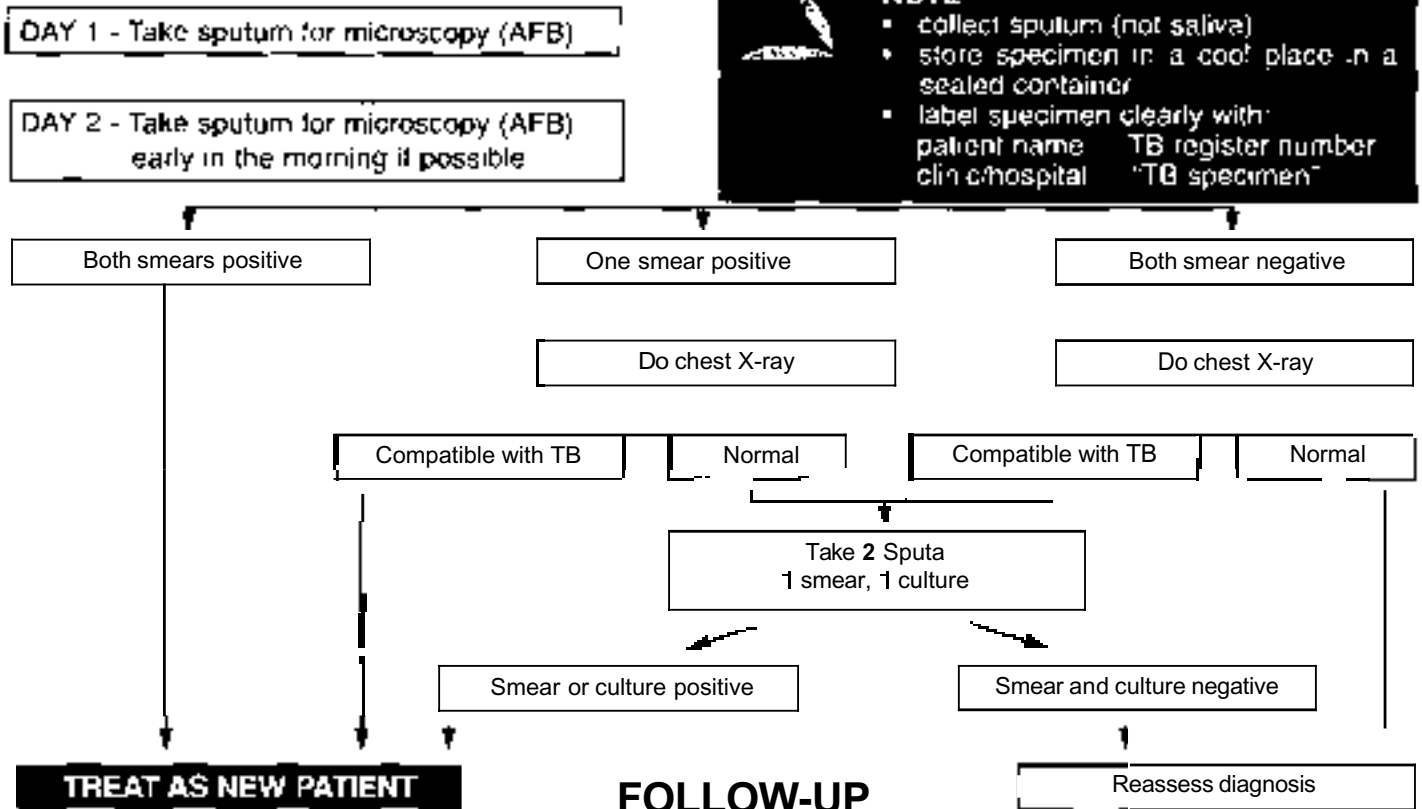 DAY 1 - Take sputum for microscopy (AFB)
DAY 2 - Take sputum for microscopy (AFB)
early in the morning if possible
NOTE
• collect sputum (not saliva)
• store specimen in a cool place in a
sealed container
• label specimen clearly with:
patient name TB register number
clinic/hospital "TB specimen"
Both smears positive
One smear positive
Both smear negative
Do chest X-ray
Do chest X-ray
Compatible with TB
Normal
Compatible with TB
Normal
Take 2 Sputa
1 smear, 1 culture
Smear or culture positive
Smear and culture negative
TREAT AS NEW PATIENT
FOLLOW-UP
Reassess diagnosis